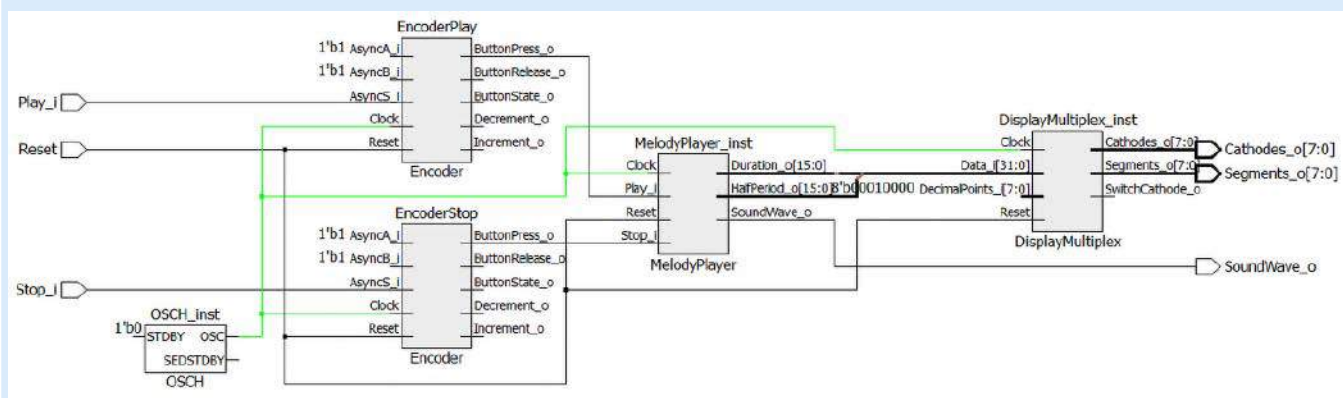 EncoderPlay
1'b1 AsyncA_i
ButtonPress_o
1'b1 AsyncB_i
ButtonRelease_o
AsyncS_i
ButtonState_o
Clock
Decrement_o
Reset
Increment_o
Encoder
Play_i
Reset
EncoderStop
1'b1 AsyncA_i
ButtonPress_o
1'b1 AsyncB_i
ButtonRelease_o
AsyncS_i
ButtonState_o
Clock
Decrement_o
Reset
Increment_o
Encoder
Stop_i
OSCH_inst
1'b0
STDBY OSC
SEDSTDBY
OSCH
MelodyPlayer_inst
Clock
Duration_o[15:0]
Play_i
HalfPeriod_o[15:0]
Reset
SoundWave_o
Stop_i
MelodyPlayer
DisplayMultiplex_inst
Clock
Cathodes_o[7:0]
Data_i[31:0]
Segments_o[7:0]
8'b00010000
DecimalPoints_[7:0]
SwitchCathode_o
Reset
DisplayMultiplex
Cathodes_o[7:0]
Segments_o[7:0]
SoundWave_o